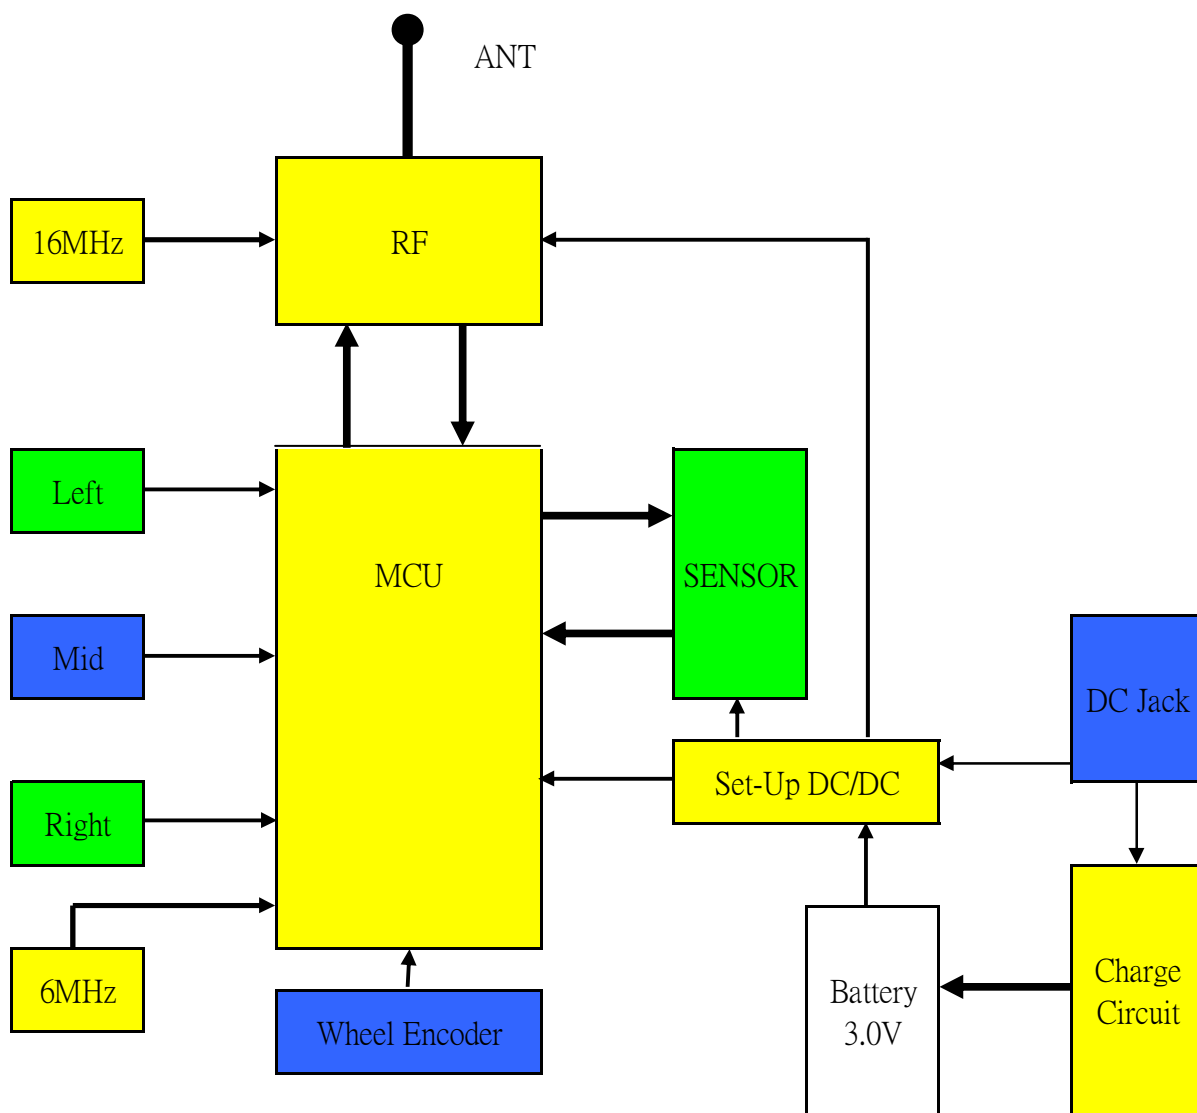 ANT
16MHz
RF
Left
MCU
SENSOR
Mid
DC Jack
Right
Set-Up DC/DC
6MHz
Wheel Encoder
Battery
3.0V
Charge
Circuit